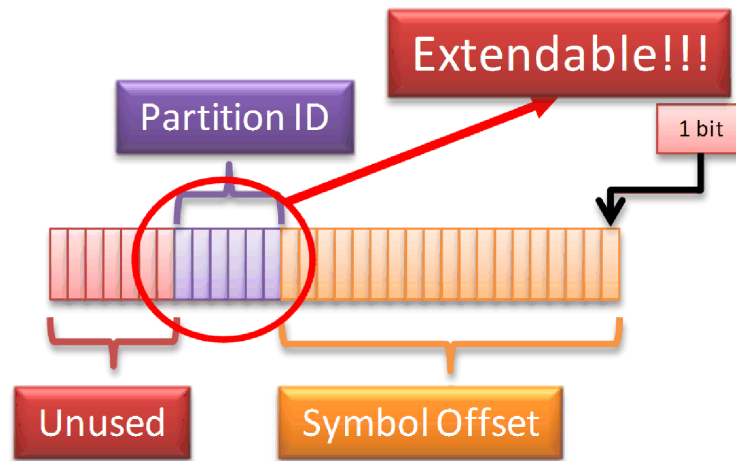 Extendable!!!
Partition ID
1 bit
Unused
Symbol Offset